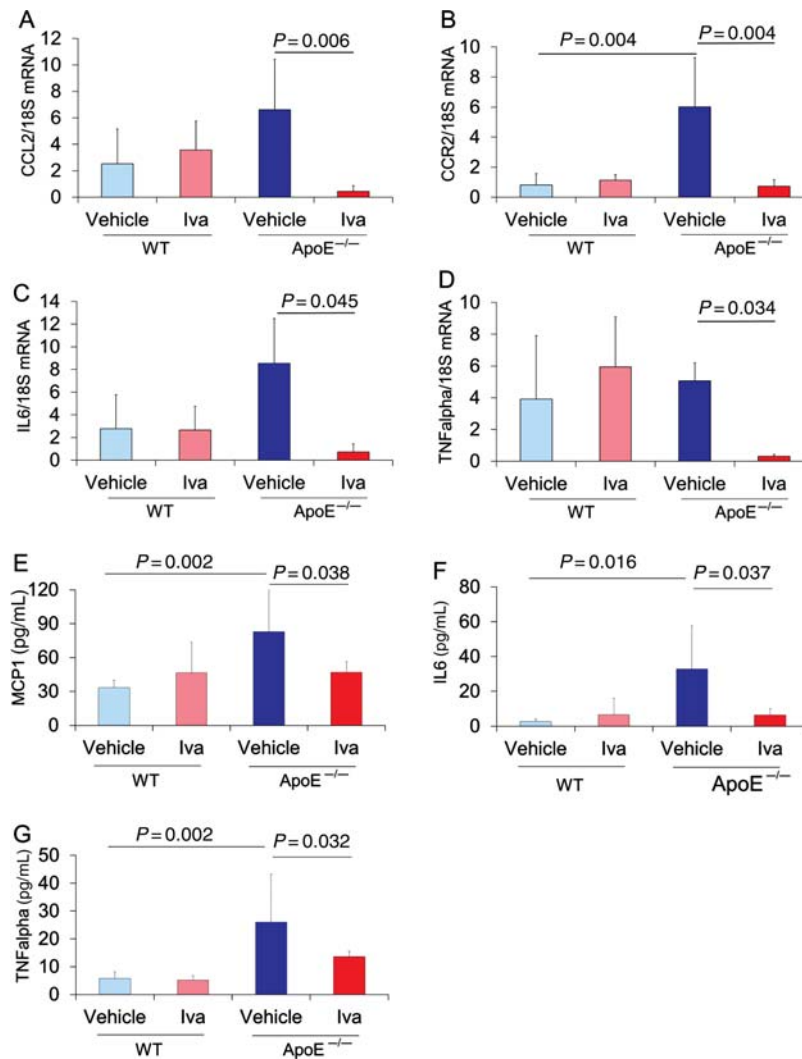 A
CCL2/18S mRNA
12
10
8
6
4
2
0
P = 0.006
Vehicle Iva Vehicle Iva
WT ApoE−/−
B
CCR2/18S mRNA
10
8
6
4
2
0
P = 0.004 P = 0.004
Vehicle Iva Vehicle Iva
WT ApoE−/−
C
IL6/18S mRNA
14
12
10
8
6
4
2
0
P = 0.045
Vehicle Iva Vehicle Iva
WT ApoE−/−
D
TNFalpha/18S mRNA
10
8
6
4
2
0
P = 0.034
Vehicle Iva Vehicle Iva
WT ApoE−/−
E
MCP1 (pg/mL)
120
90
60
30
0
P = 0.002 P = 0.038
Vehicle Iva Vehicle Iva
WT ApoE−/−
F
IL6 (pg/mL)
80
60
40
20
0
P = 0.016 P = 0.037
Vehicle Iva Vehicle Iva
WT ApoE−/−
G
TNFalpha (pg/mL)
50
40
30
20
10
0
P = 0.002 P = 0.032
Vehicle Iva Vehicle Iva
WT ApoE−/−